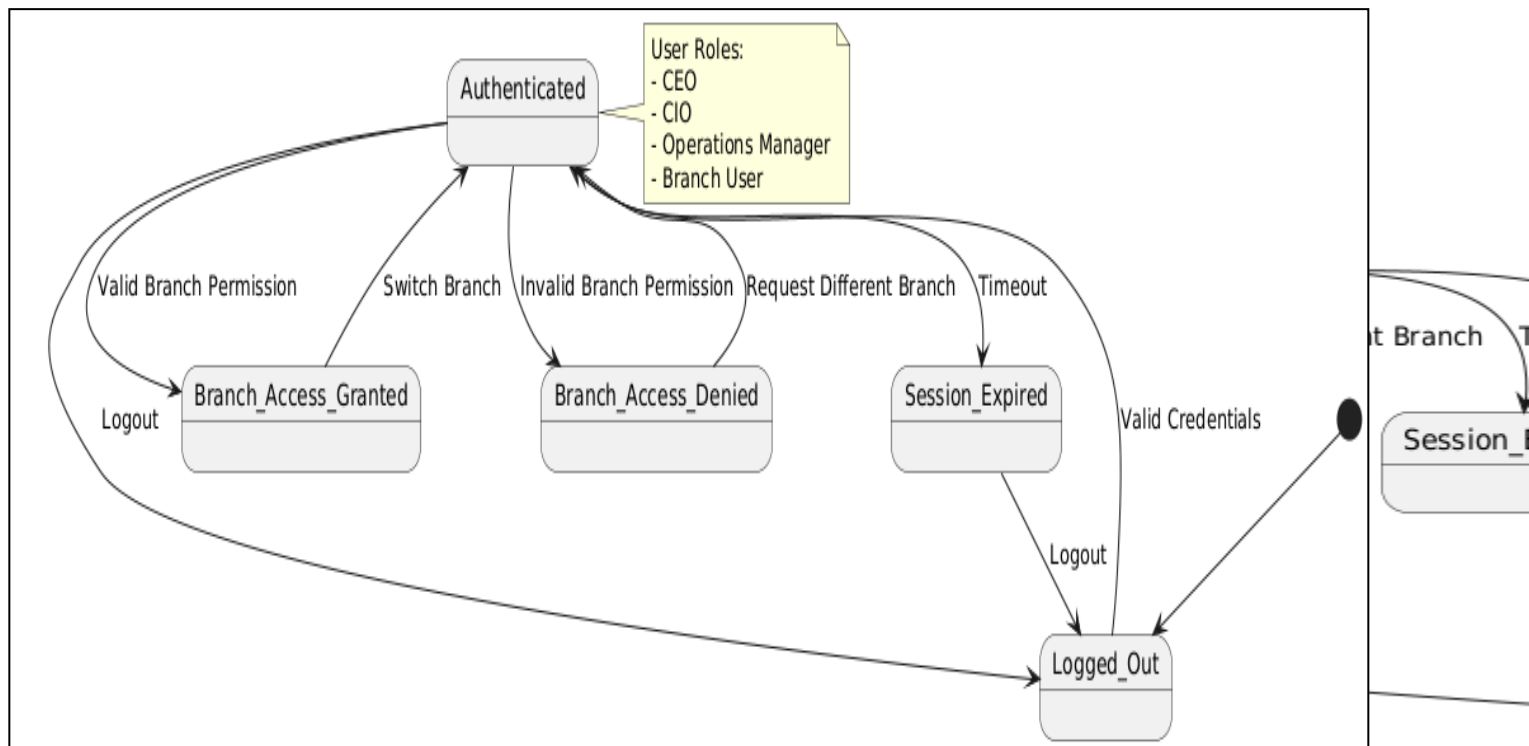 User Roles:
- CEO
- CIO
- Operations Manager
- Branch User
Authenticated
Valid Branch Permission
Switch Branch
Invalid Branch Permission
Request Different Branch
Timeout
Branch
Branch_Access_Granted
Branch_Access_Denied
Session_Expired
Logout
Valid Credentials
Logout
Logged_Out